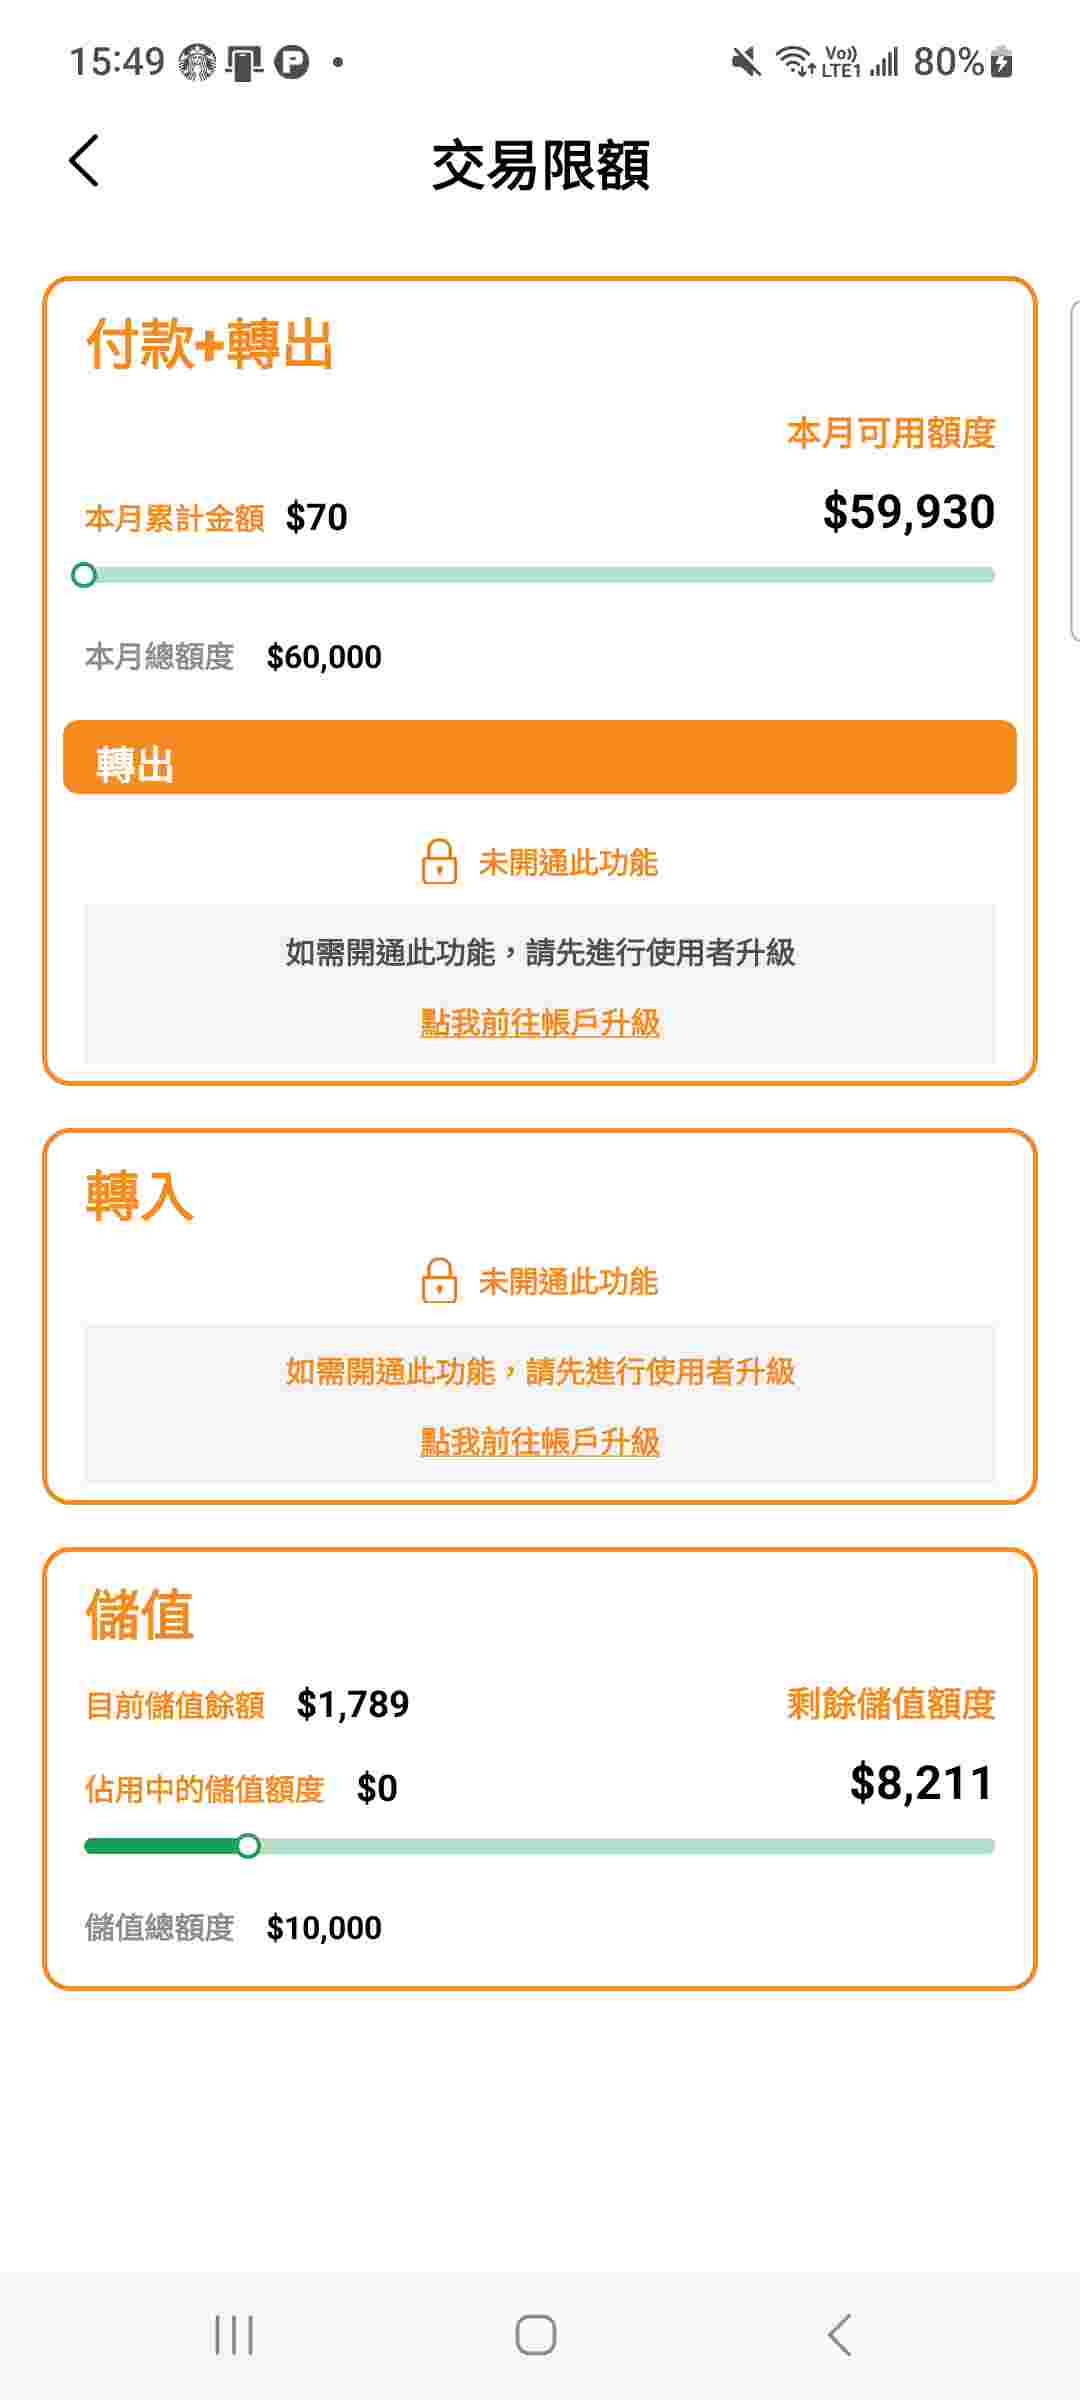 15:49 Vo)) LTE1 80%
交易限額
付款+轉出
本月可用額度
本月累計金額 $70 $59,930
本月總額度 $60,000
轉出
未開通此功能
如需開通此功能，請先進行使用者升級
點我前往帳戶升級
轉入
未開通此功能
如需開通此功能，請先進行使用者升級
點我前往帳戶升級
儲值
目前儲值餘額 $1,789 剩餘儲值額度
佔用中的儲值額度 $0 $8,211
儲值總額度 $10,000